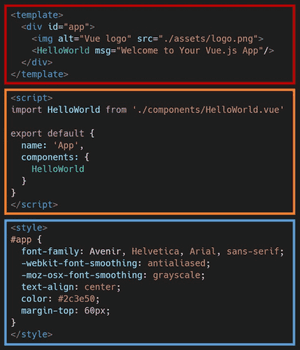 <template>
  <div id="app">
    <img alt="Vue logo" src="./assets/logo.png">
    <HelloWorld msg="Welcome to Your Vue.js App"/>
  </div>
</template>
<script>
import HelloWorld from './components/HelloWorld.vue'

export default {
  name: 'App',
  components: {
    HelloWorld
  }
}
</script>
<style>
#app {
  font-family: Avenir, Helvetica, Arial, sans-serif;
  -webkit-font-smoothing: antialiased;
  -moz-osx-font-smoothing: grayscale;
  text-align: center;
  color: #2c3e50;
  margin-top: 60px;
}
</style>